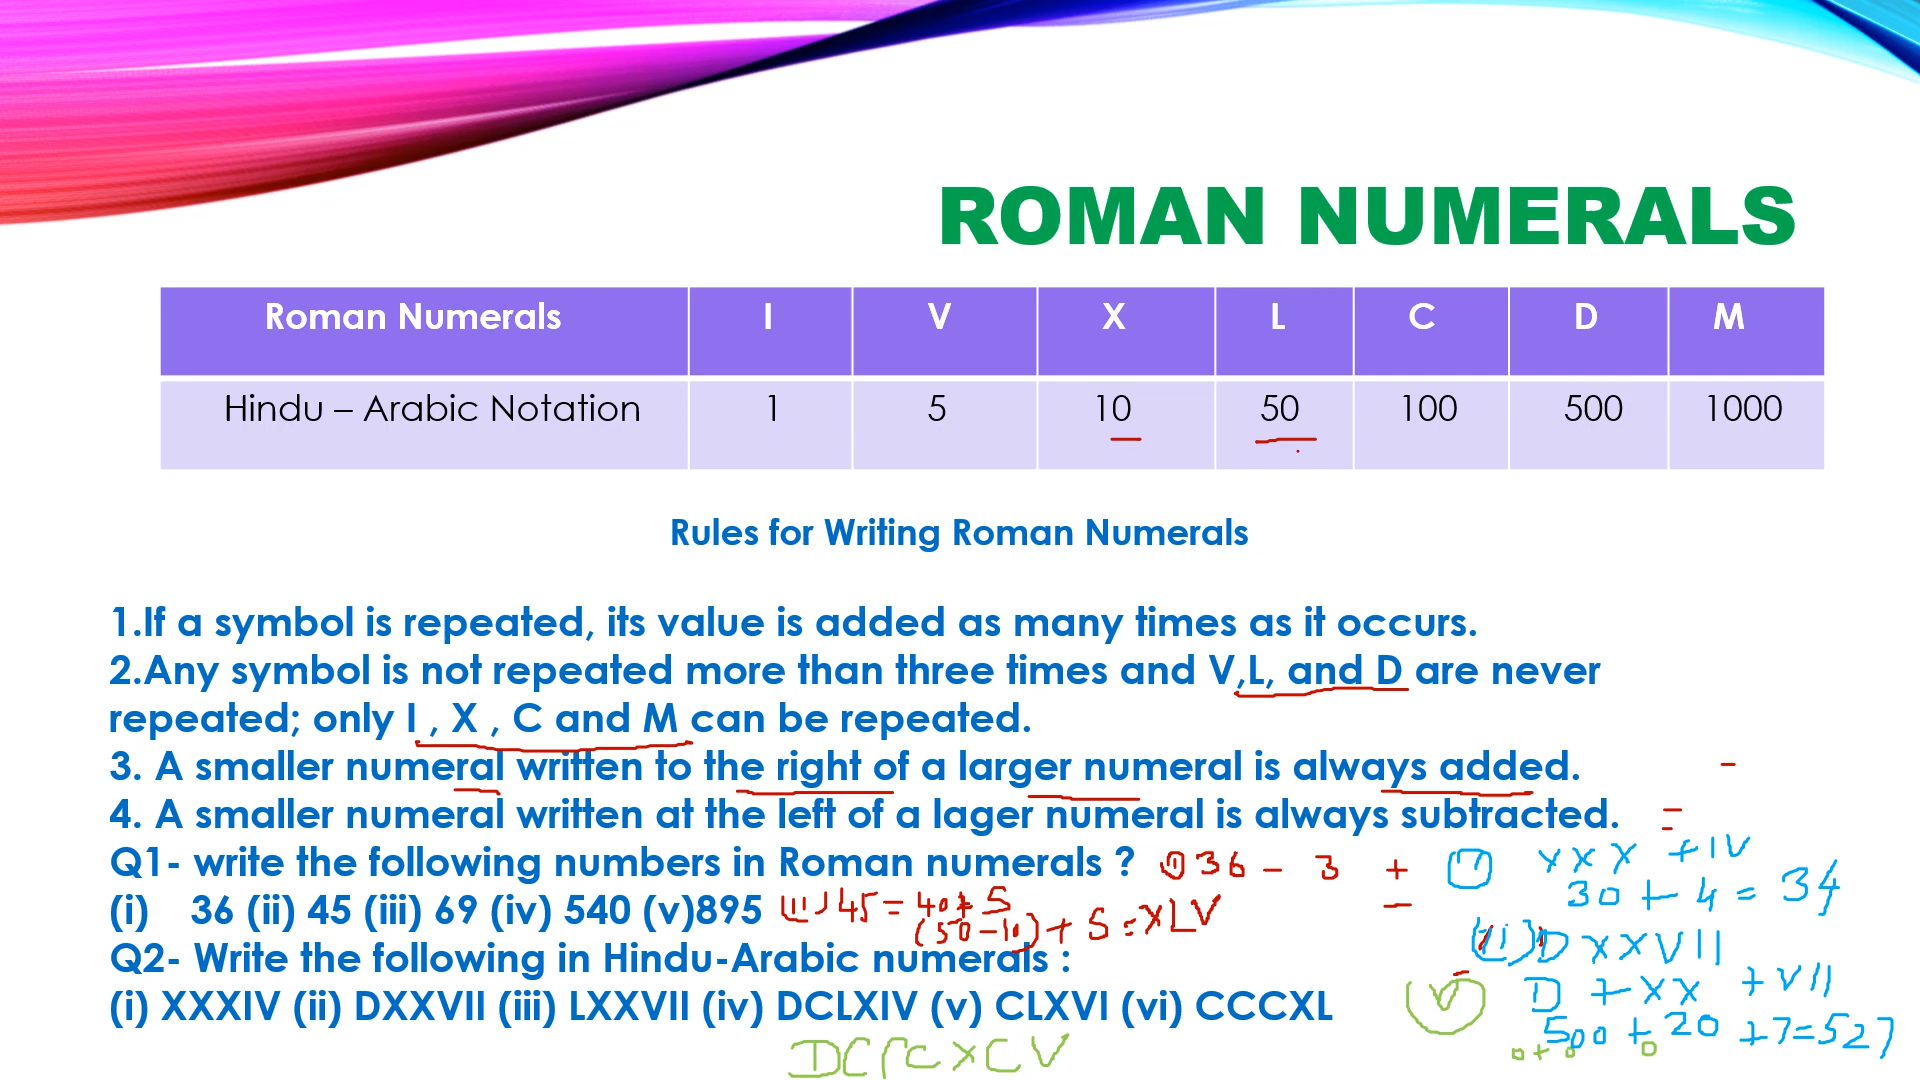 ROMAN NUMERALS
Roman Numerals I V X L C D M
Hindu – Arabic Notation 1 5 10 50 100 500 1000
Rules for Writing Roman Numerals
1.If a symbol is repeated, its value is added as many times as it occurs.
2.Any symbol is not repeated more than three times and V,L, and D are never
repeated; only I , X , C and M can be repeated.
3. A smaller numeral written to the right of a larger numeral is always added.
4. A smaller numeral written at the left of a lager numeral is always subtracted.
Q1- write the following numbers in Roman numerals ?
(i) 36 (ii) 45 (iii) 69 (iv) 540 (v)895
Q2- Write the following in Hindu-Arabic numerals :
(i) XXXIV (ii) DXXVII (iii) LXXVII (iv) DCLXIV (v) CLXVI (vi) CCCXL
36 - 3 +
(ii) 45 = 40 + 5
(50-10) + 5 = XLV
XXX + IV
30 + 4 = 34
(ii) DXXVII
D + XX + VII
500 + 20 + 7 = 527
DCCCXCV